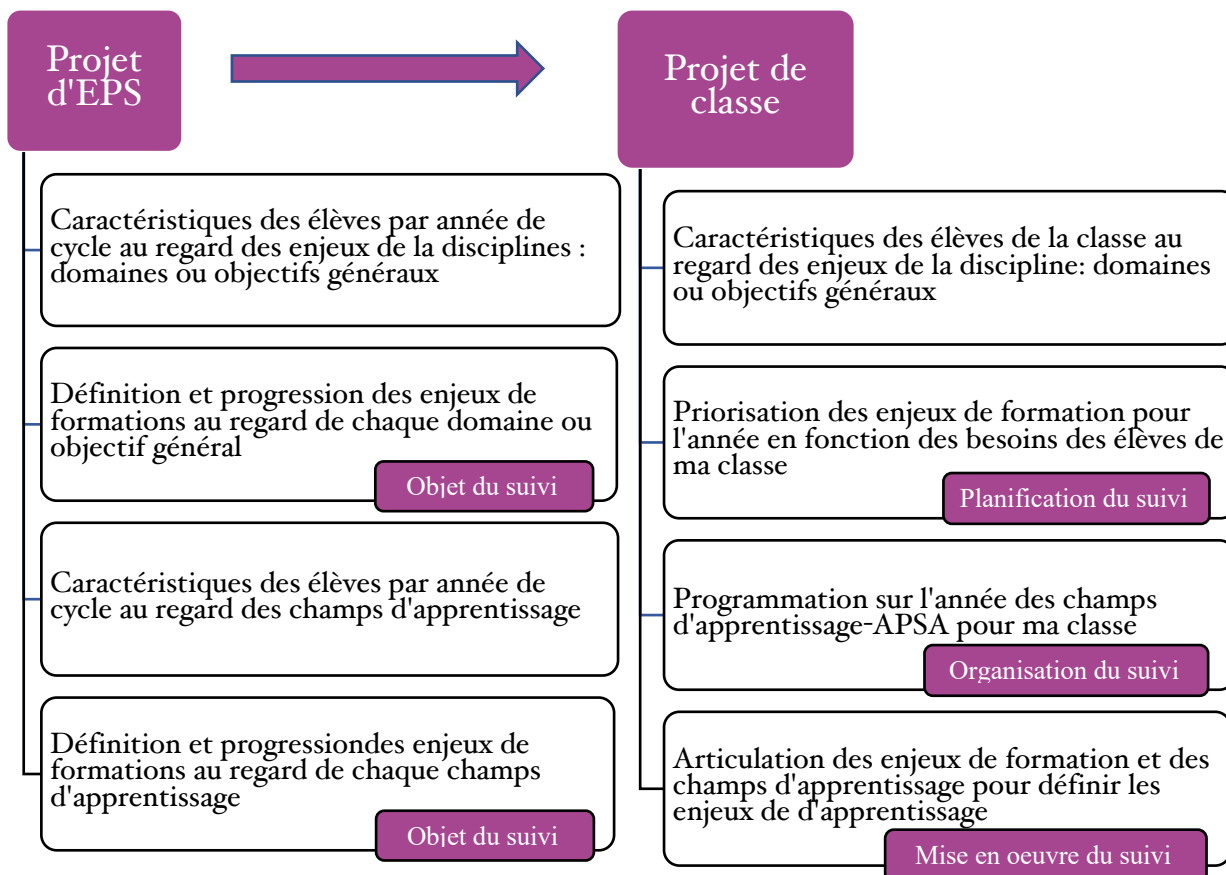 Projet
d'EPS
Caractéristiques des élèves par année de
cycle au regard des enjeux de la disciplines :
domaines ou objectifs généraux
Définition et progression des enjeux de
formations au regard de chaque domaine ou
objectif général
Objet du suivi
Caractéristiques des élèves par année de
cycle au regard des champs d'apprentissage
Définition et progressiondes enjeux de
formations au regard de chaque champs
d'apprentissage
Objet du suivi
Projet de
classe
Caractéristiques des élèves de la classe au
regard des enjeux de la discipline: domaines
ou objectifs généraux
Priorisation des enjeux de formation pour
l'année en fonction des besoins des élèves de
ma classe
Planification du suivi
Programmation sur l'année des champs
d'apprentissage-APSA pour ma classe
Organisation du suivi
Articulation des enjeux de formation et des
champs d'apprentissage pour définir les
enjeux de d'apprentissage
Mise en oeuvre du suivi